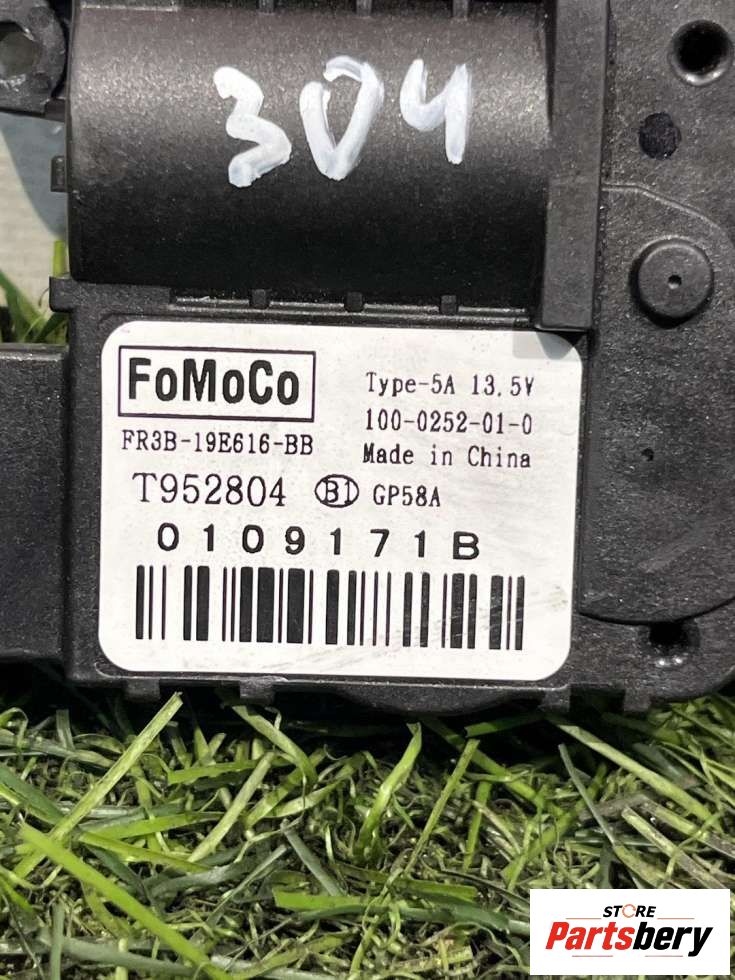 304
FoMoCo
Type-5A 13.5V
100-0252-01-0
FR3B-19E616-BB
Made in China
T952804 B1 GP58A
0109171B
STORE
Partsbery